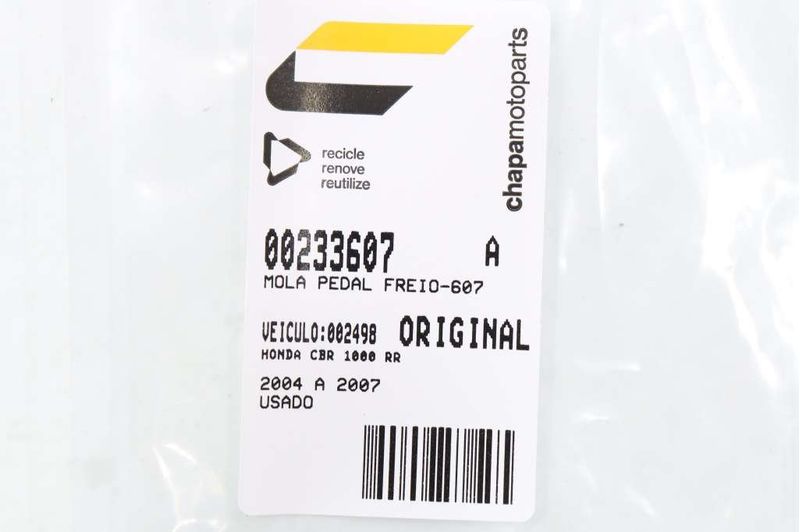 chapamotoparts
recicle
renove
reutilize
00233607 A
MOLA PEDAL FREIO-607
VEICULO:002498 ORIGINAL
HONDA CBR 1000 RR
2004 A 2007
USADO